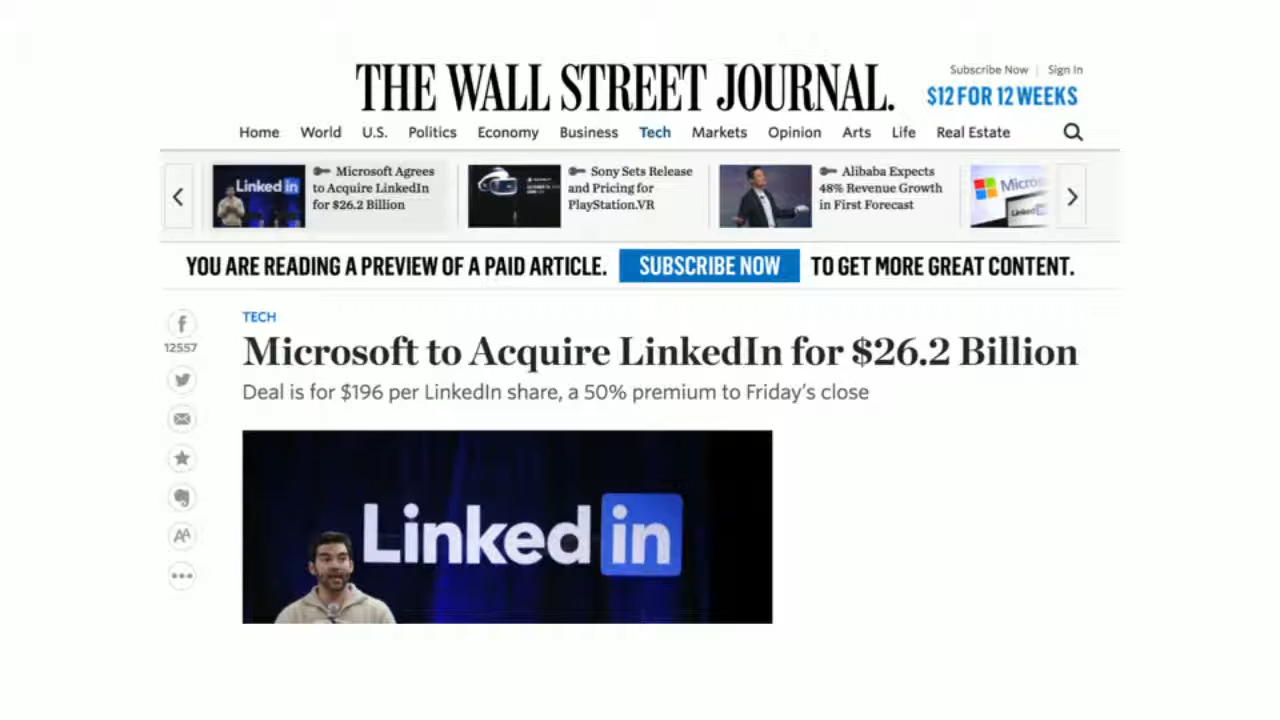 THE WALL STREET JOURNAL.
Subscribe Now | Sign In
$12 FOR 12 WEEKS
Home World U.S. Politics Economy Business Tech Markets Opinion Arts Life Real Estate
Linked in
Microsoft Agrees
to Acquire LinkedIn
for $26.2 Billion
Sony Sets Release
and Pricing for
PlayStation.VR
Alibaba Expects
48% Revenue Growth
in First Forecast
Micros
Linked
YOU ARE READING A PREVIEW OF A PAID ARTICLE. SUBSCRIBE NOW TO GET MORE GREAT CONTENT.
f
12557
AA
TECH
Microsoft to Acquire LinkedIn for $26.2 Billion
Deal is for $196 per LinkedIn share, a 50% premium to Friday's close
Linked in